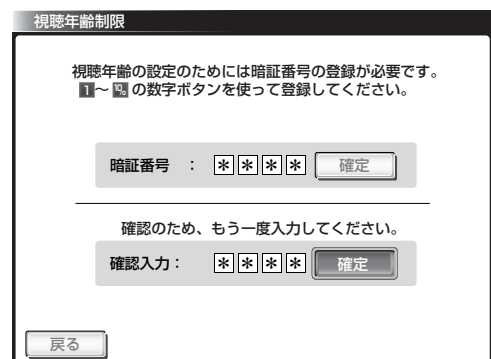 視聴年齢制限
視聴年齢の設定のためには暗証番号の登録が必要です。
1～10の数字ボタンを使って登録してください。
暗証番号 ： ＊＊＊＊ 確定
確認のため、もう一度入力してください。
確認入力： ＊＊＊＊ 確定
戻る